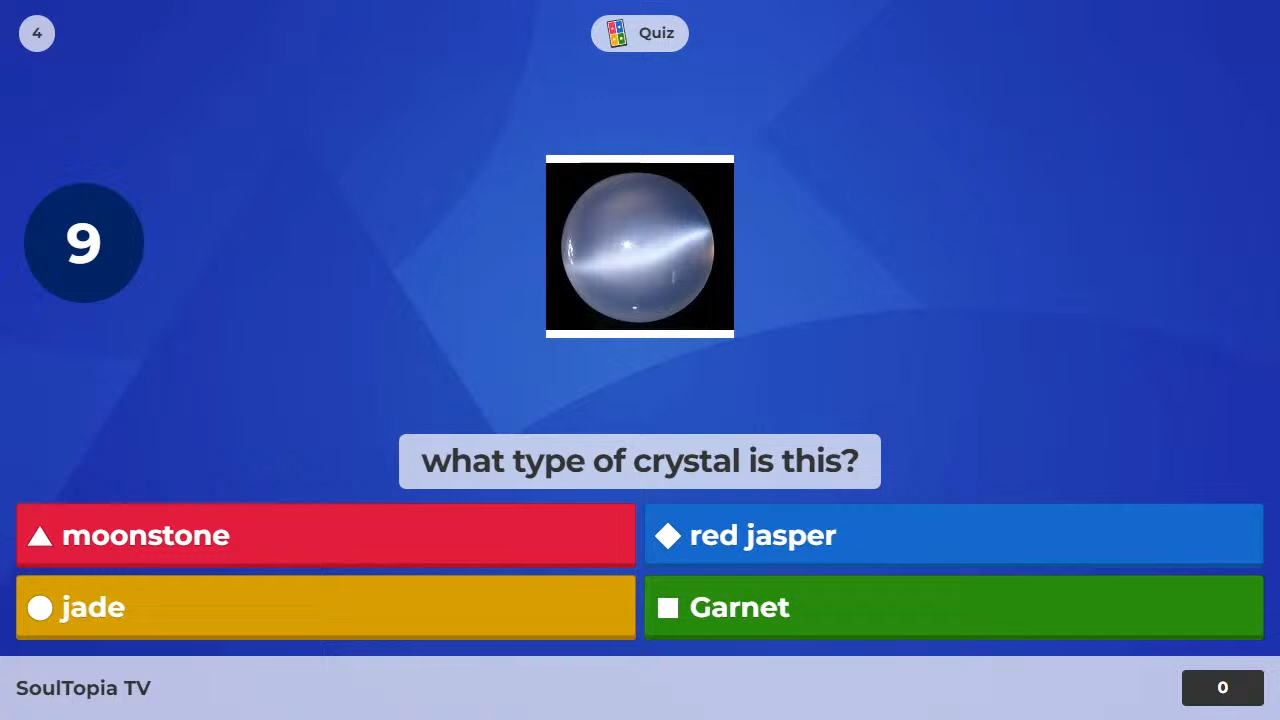 4
Quiz
9
what type of crystal is this?
moonstone
red jasper
jade
Garnet
SoulTopia TV
0